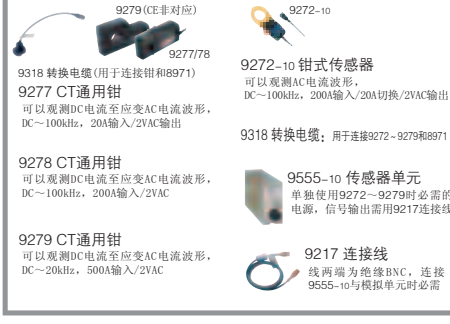 9279(CE非对应)
9277/78
9318 转换电缆(用于连接钳和8971)
9277 CT通用钳
可以观测DC电流至应变AC电流波形，
DC～100kHz，20A输入/2VAC输出
9278 CT通用钳
可以观测DC电流至应变AC电流波形，
DC～100kHz，200A输入/2VAC
9279 CT通用钳
可以观测DC电流至应变AC电流波形，
DC～20kHz，500A输入/2VAC
9272-10
9272-10 钳式传感器
可以观测AC电流波形，
DC～100kHz，200A输入/20A切换/2VAC输出
9318 转换电缆；用于连接9272～9279和8971
9555-10 传感器单元
单独使用9272～9279时必需的
电源，信号输出需用9217连接线
9217 连接线
线两端为绝缘BNC，连接
9555-10与模拟单元时必需